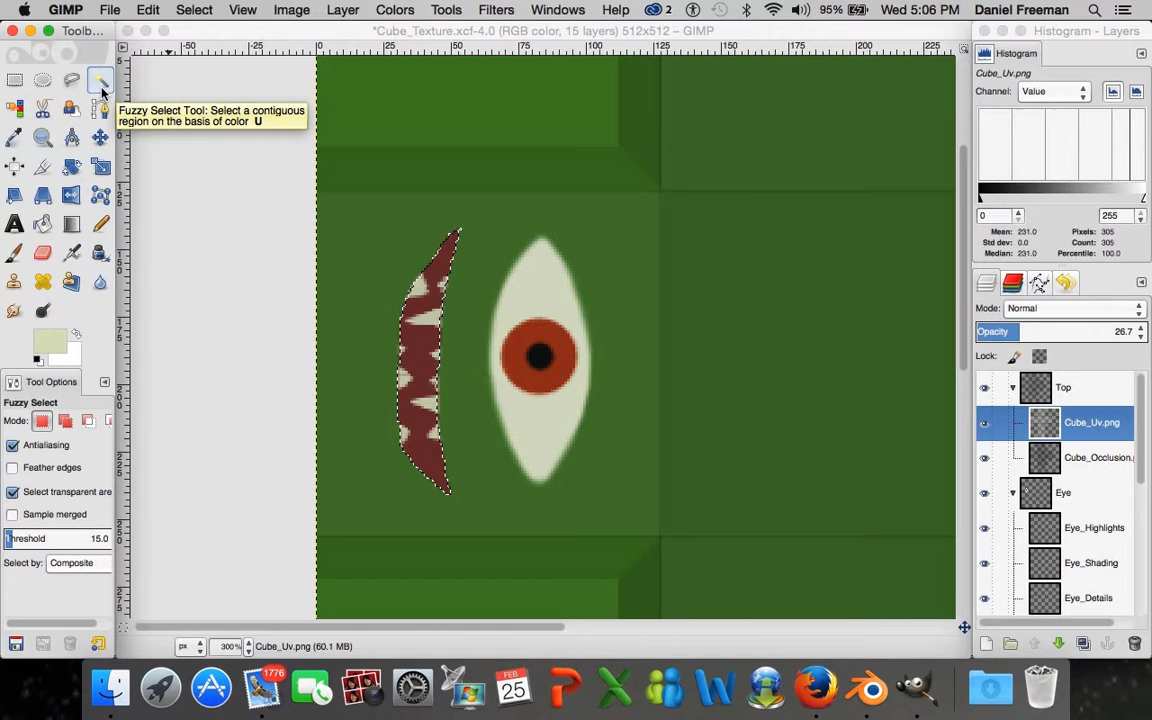 GIMP File Edit Select View Image Layer Colors Tools Filters Windows Help 2 95% Wed 5:06 PM Daniel Freeman
Toolb...
*Cube_Texture.xcf-4.0 (RGB color, 15 layers) 512x512 – GIMP
Histogram - Layers
-50 -25 0 25 50 75 100 125 150 175 200 225
Histogram
Cube_Uv.png
Channel: Value
Fuzzy Select Tool: Select a contiguous
region on the basis of color U
0 255
Mean: 231.0 Pixels: 305
Std dev: 0.0 Count: 305
Median: 231.0 Percentile: 100.0
Mode: Normal
Opacity 26.7
Lock:
Tool Options
Fuzzy Select
Mode:
Antialiasing
Feather edges
Select transparent are
Sample merged
Threshold 15.0
Select by: Composite
Top
Cube_Uv.png
Cube_Occlusion.p
Eye
Eye_Highlights
Eye_Shading
Eye_Details
px 300% Cube_Uv.png (60.1 MB)
1776
FEB
25